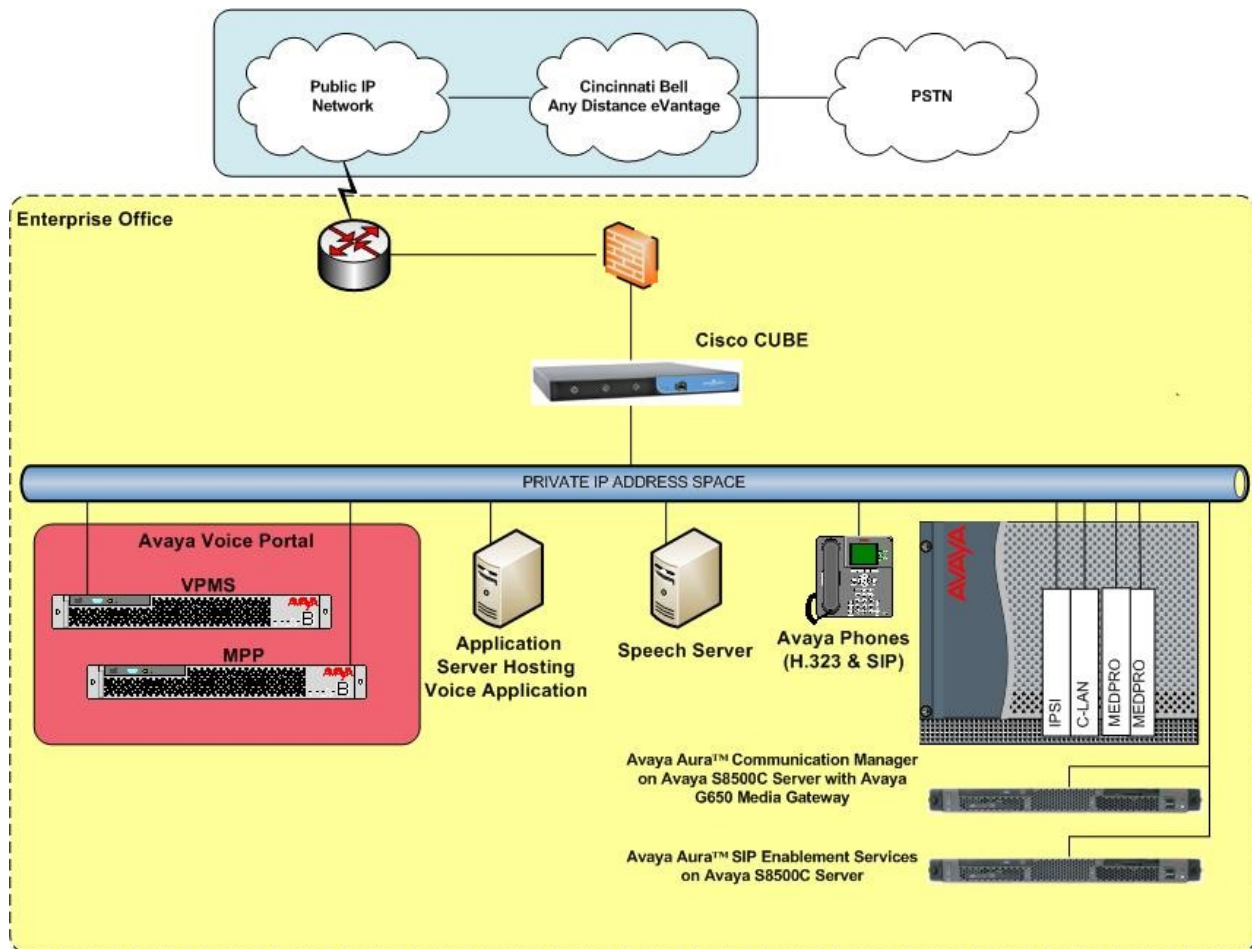 Public IP
Network
Cincinnati Bell
Any Distance eVantage
PSTN
Enterprise Office
Cisco CUBE
PRIVATE IP ADDRESS SPACE
Avaya Voice Portal
VPMS
AVAYA
B
MPP
AVAYA
B
Application
Server Hosting
Voice Application
Speech Server
Avaya Phones
(H.323 & SIP)
AVAYA
IPSI
C-LAN
MEDPRO
MEDPRO
Avaya Aura™ Communication Manager
on Avaya S8500C Server with Avaya
G650 Media Gateway
Avaya Aura™ SIP Enablement Services
on Avaya S8500C Server